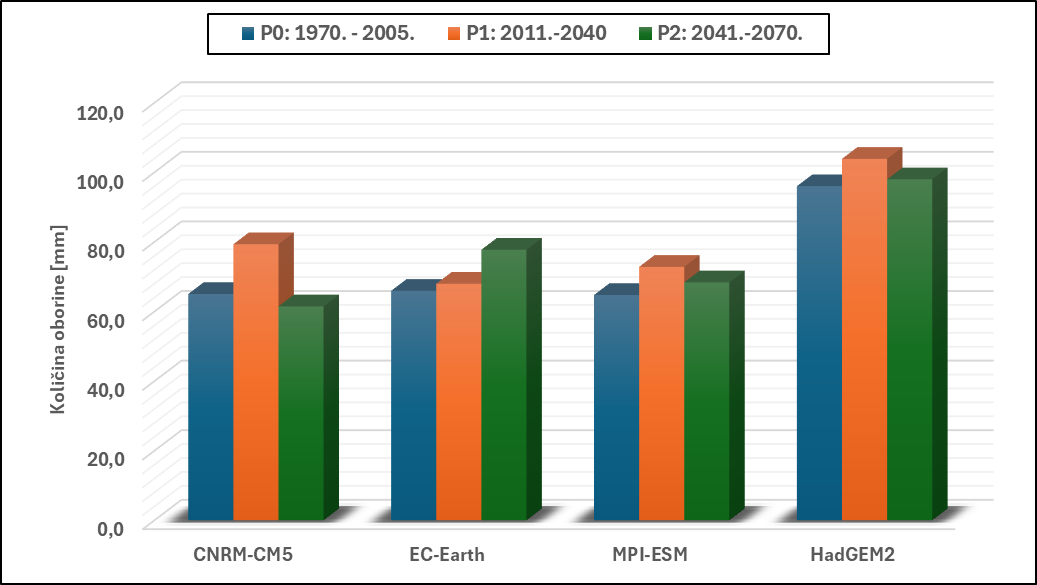 P0: 1970. - 2005. P1: 2011.-2040 P2: 2041.-2070.
120,0
100,0
80,0
60,0
40,0
20,0
0,0
Količina oborine [mm]
CNRM-CM5 EC-Earth MPI-ESM HadGEM2